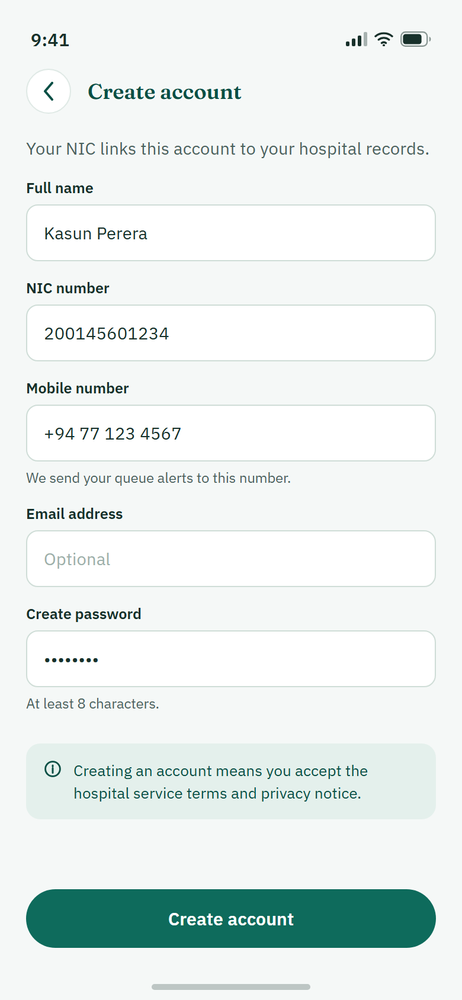 9:41
Create account
Your NIC links this account to your hospital records.
Full name
Kasun Perera
NIC number
200145601234
Mobile number
+94 77 123 4567
We send your queue alerts to this number.
Email address
Optional
Create password
••••••••
At least 8 characters.
Creating an account means you accept the
hospital service terms and privacy notice.
Create account